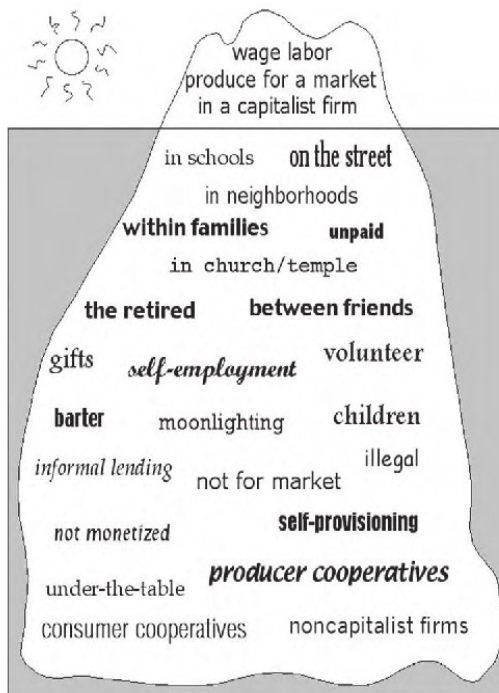 wage labor
produce for a market
in a capitalist firm
in schools on the street
in neighborhoods
within families unpaid
in church/temple
the retired between friends
gifts self-employment volunteer
barter moonlighting children
informal lending not for market illegal
not monetized self-provisioning
under-the-table producer cooperatives
consumer cooperatives noncapitalist firms